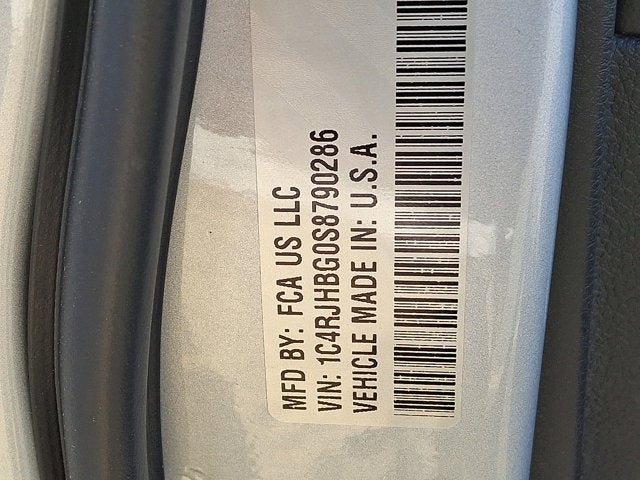 MFD BY: FCA US LLC
VIN: 1C4RJHBG0S8790286
VEHICLE MADE IN: U.S.A.